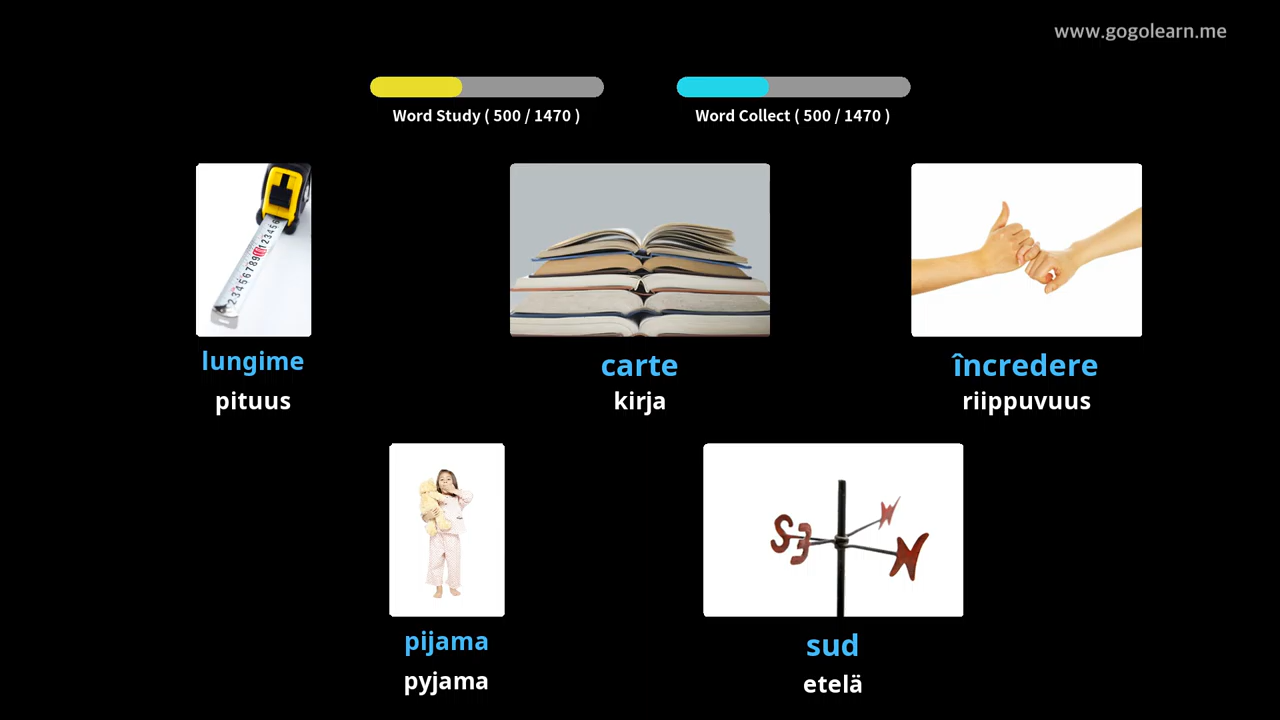 www.gogolearn.me
Word Study ( 500 / 1470 )
Word Collect ( 500 / 1470 )
lungime
pituus
carte
kirja
încredere
riippuvuus
pijama
pyjama
sud
etelä